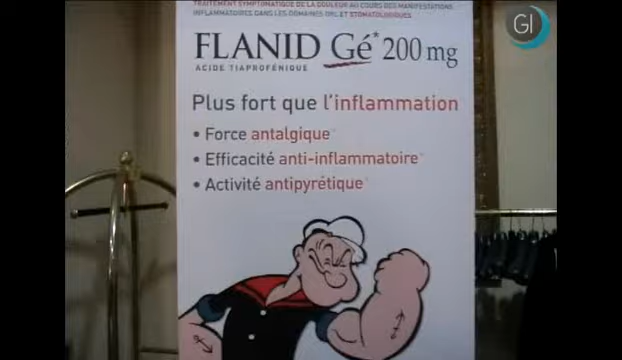 TRAITEMENT SYMPTOMATIQUE DE LA DOULEUR AU COURS DES MANIFESTATIONS
INFLAMMATOIRES DANS LES DOMAINES ORL ET STOMATOLOGIQUES
GI
FLANID Gé* 200 mg
ACIDE TIAPROFÉNIQUE
Plus fort que l'inflammation
• Force antalgique
• Efficacité anti-inflammatoire
• Activité antipyrétique